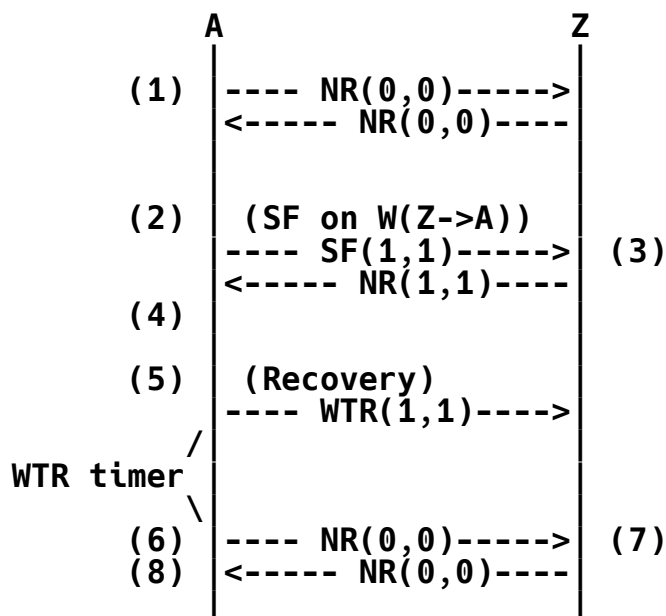 A Z
(1) |---- NR(0,0)----->|
|<----- NR(0,0)----|
(2) | (SF on W(Z->A)) |
|---- SF(1,1)----->| (3)
|<----- NR(1,1)----|
(4) | |
(5) | (Recovery) |
|---- WTR(1,1)---->|
/| |
WTR timer | |
\| |
(6) |---- NR(0,0)----->| (7)
(8) |<----- NR(0,0)----|